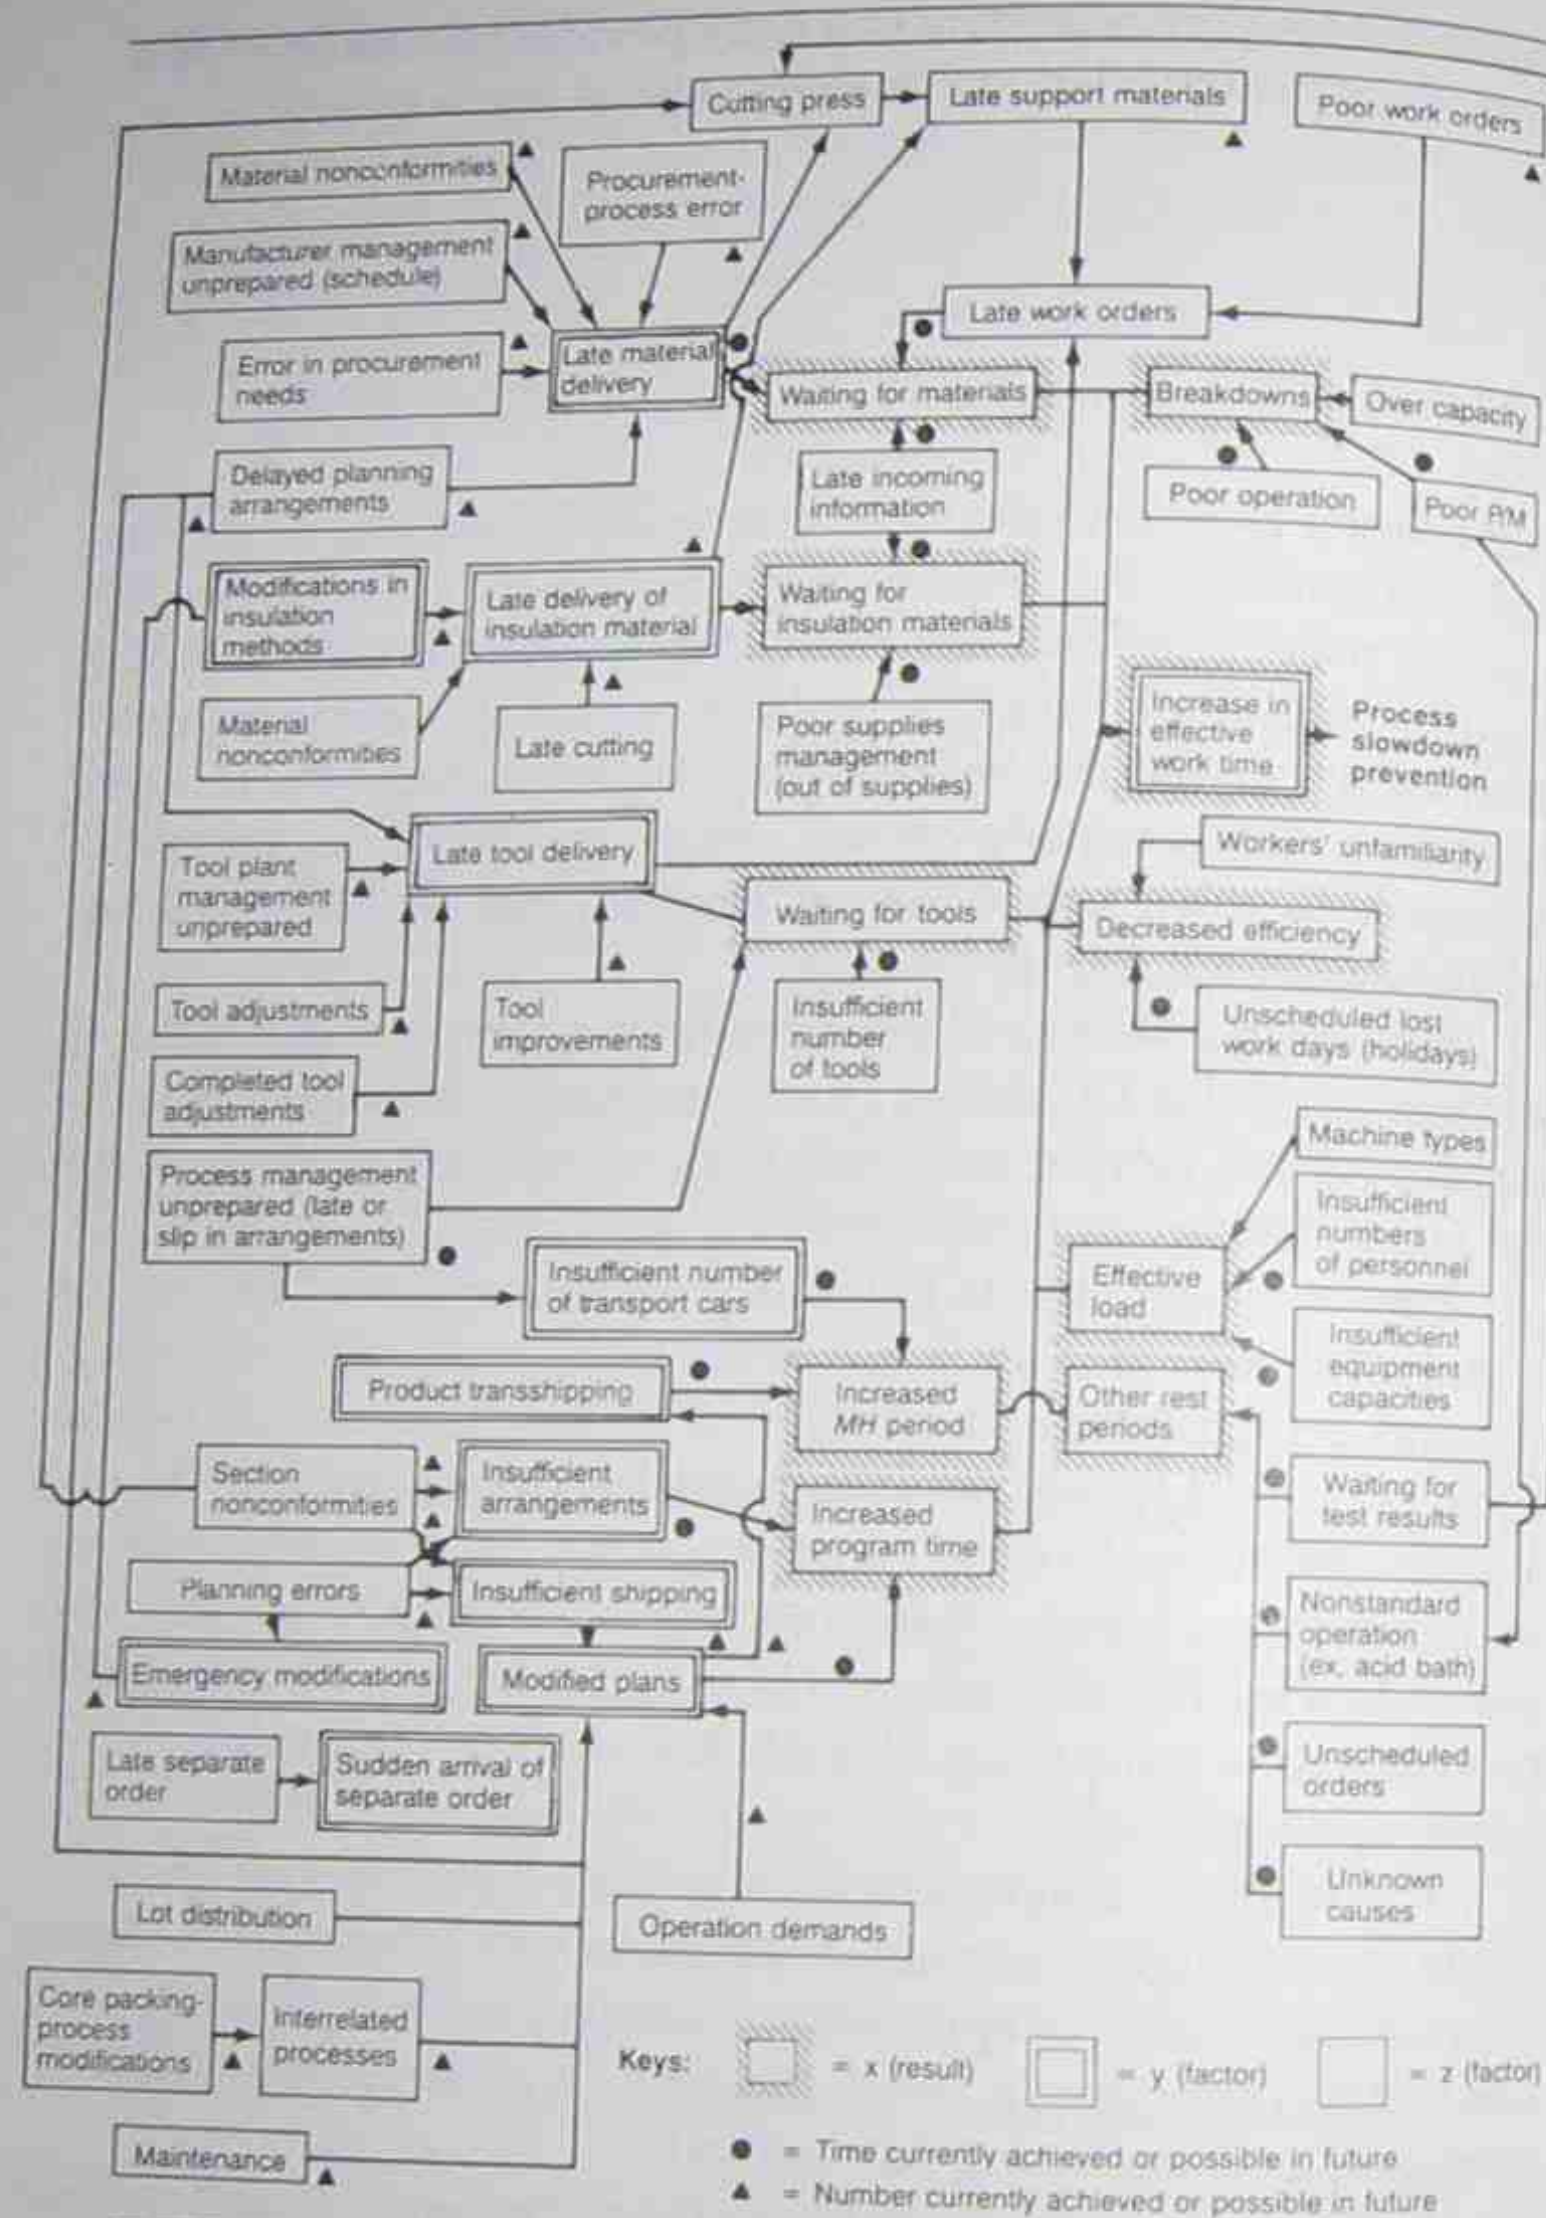 Cutting press
Late support materials
Poor work orders
Material nonconformities
Procurement-
process error
Manufacturer management
unprepared (schedule)
Late work orders
Error in procurement
needs
Late material
delivery
Waiting for materials
Breakdowns
Over capacity
Delayed planning
arrangements
Late incoming
information
Poor operation
Poor P/M
Modifications in
insulation
methods
Late delivery of
insulation material
Waiting for
insulation materials
Material
nonconformities
Late cutting
Poor supplies
management
(out of supplies)
Increase in
effective
work time
Process
slowdown
prevention
Late tool delivery
Workers' unfamiliarity
Tool plant
management
unprepared
Waiting for tools
Decreased efficiency
Tool adjustments
Tool
improvements
Insufficient
number
of tools
Unscheduled lost
work days (holidays)
Completed tool
adjustments
Machine types
Process management
unprepared (late or
slip in arrangements)
Insufficient
numbers
of personnel
Insufficient number
of transport cars
Effective
load
Insufficient
equipment
capacities
Product transshipping
Increased
MH period
Other rest
periods
Section
nonconformities
Insufficient
arrangements
Increased
program time
Waiting for
test results
Planning errors
Insufficient shipping
Nonstandard
operation
(ex, acid bath)
Emergency modifications
Modified plans
Late separate
order
Sudden arrival of
separate order
Unscheduled
orders
Lot distribution
Operation demands
Unknown
causes
Core packing-
process
modifications
Interrelated
processes
Maintenance
Keys:
= x (result)
= y (factor)
= z (factor)
● = Time currently achieved or possible in future
▲ = Number currently achieved or possible in future